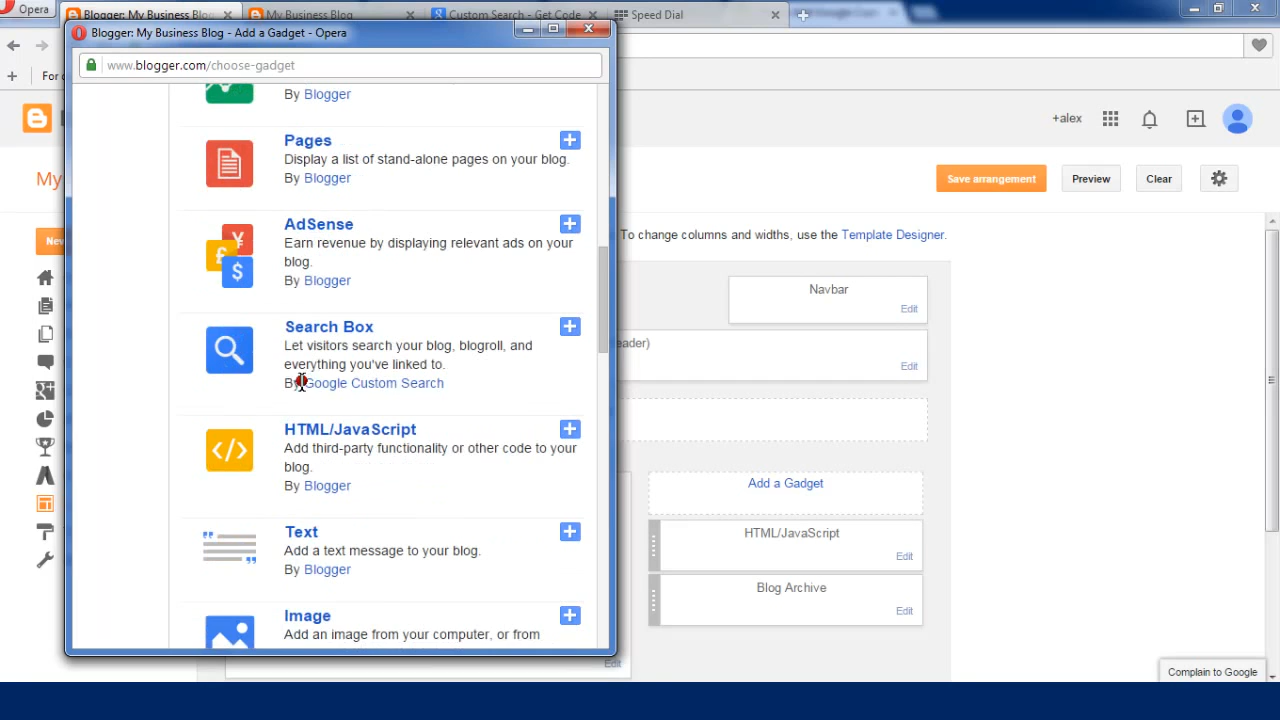 Opera
Blogger: My Business Blog
My Business Blog
Custom Search - Get Code
Speed Dial
Blogger: My Business Blog - Add a Gadget - Opera
www.blogger.com/choose-gadget
For
By Blogger
+alex
Pages
Display a list of stand-alone pages on your blog.
By Blogger
My
Save arrangement
Preview
Clear
AdSense
Earn revenue by displaying relevant ads on your
blog.
By Blogger
New
To change columns and widths, use the Template Designer.
Navbar
Edit
Search Box
Let visitors search your blog, blogroll, and
everything you've linked to.
By Google Custom Search
eader)
Edit
HTML/JavaScript
Add third-party functionality or other code to your
blog.
By Blogger
Add a Gadget
HTML/JavaScript
Edit
Text
Add a text message to your blog.
By Blogger
Blog Archive
Edit
Image
Add an image from your computer, or from
Edit
Complain to Google